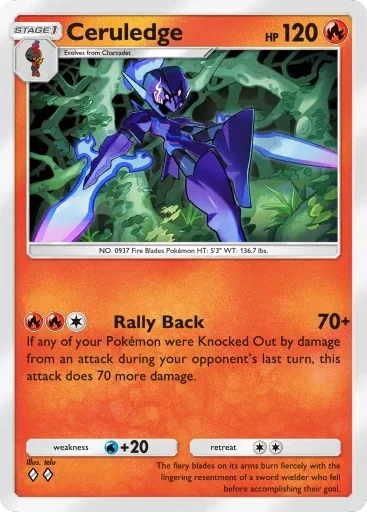 STAGE 1
Ceruledge
HP 120
Evolves from Charcadet
NO. 0937 Fire Blades Pokémon HT: 5'3" WT: 136.7 lbs.
Rally Back 70+
If any of your Pokémon were Knocked Out by damage
from an attack during your opponent's last turn, this
attack does 70 more damage.
weakness +20 retreat
Illus. telu
The fiery blades on its arms burn fiercely with the
lingering resentment of a sword wielder who fell
before accomplishing their goal.